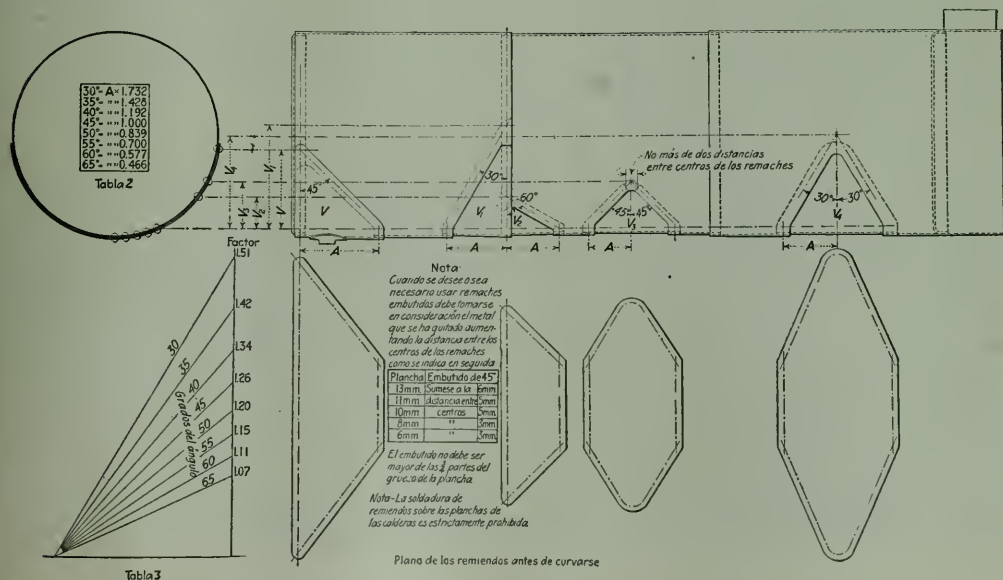 30°- A × 1.732
35°- " " 1.428
40°- " " 1.192
45°- " " 1.000
50°- " " 0.839
55°- " " 0.700
60°- " " 0.577
65°- " " 0.466
Tabla 2
V4
V3
V2
V1
V
45°
V
30°
V1
60°
V2
No más de dos distancias
entre centros de los remaches
45°
45°
V3
30°
30°
V4
A
A
A
A
A
Factor
1.51
1.42
1.34
1.26
1.20
1.15
1.11
1.07
30
35
40
45
50
55
60
65
Grados del ángulo
Tabla 3
Nota-
Cuando se desee o sea
necesario usar remaches
embutidos debe tomarse
en consideración el metal
que se ha quitado aumen-
tando la distancia entre los
centros de los remaches
como se indica en seguida
Plancha Embutido de 45°
13mm. Sumese a la 6mm.
11mm distancia entre 5mm.
10mm centros 5mm.
8mm " 3mm.
6mm " 3mm.
El embutido no debe ser
mayor de las partes del
grueso de la plancha.
Nota-La soldadura de
remiendos sobre las planchas de
las calderas es estrictamente prohibida.
Plano de los remiendos antes de curvarse